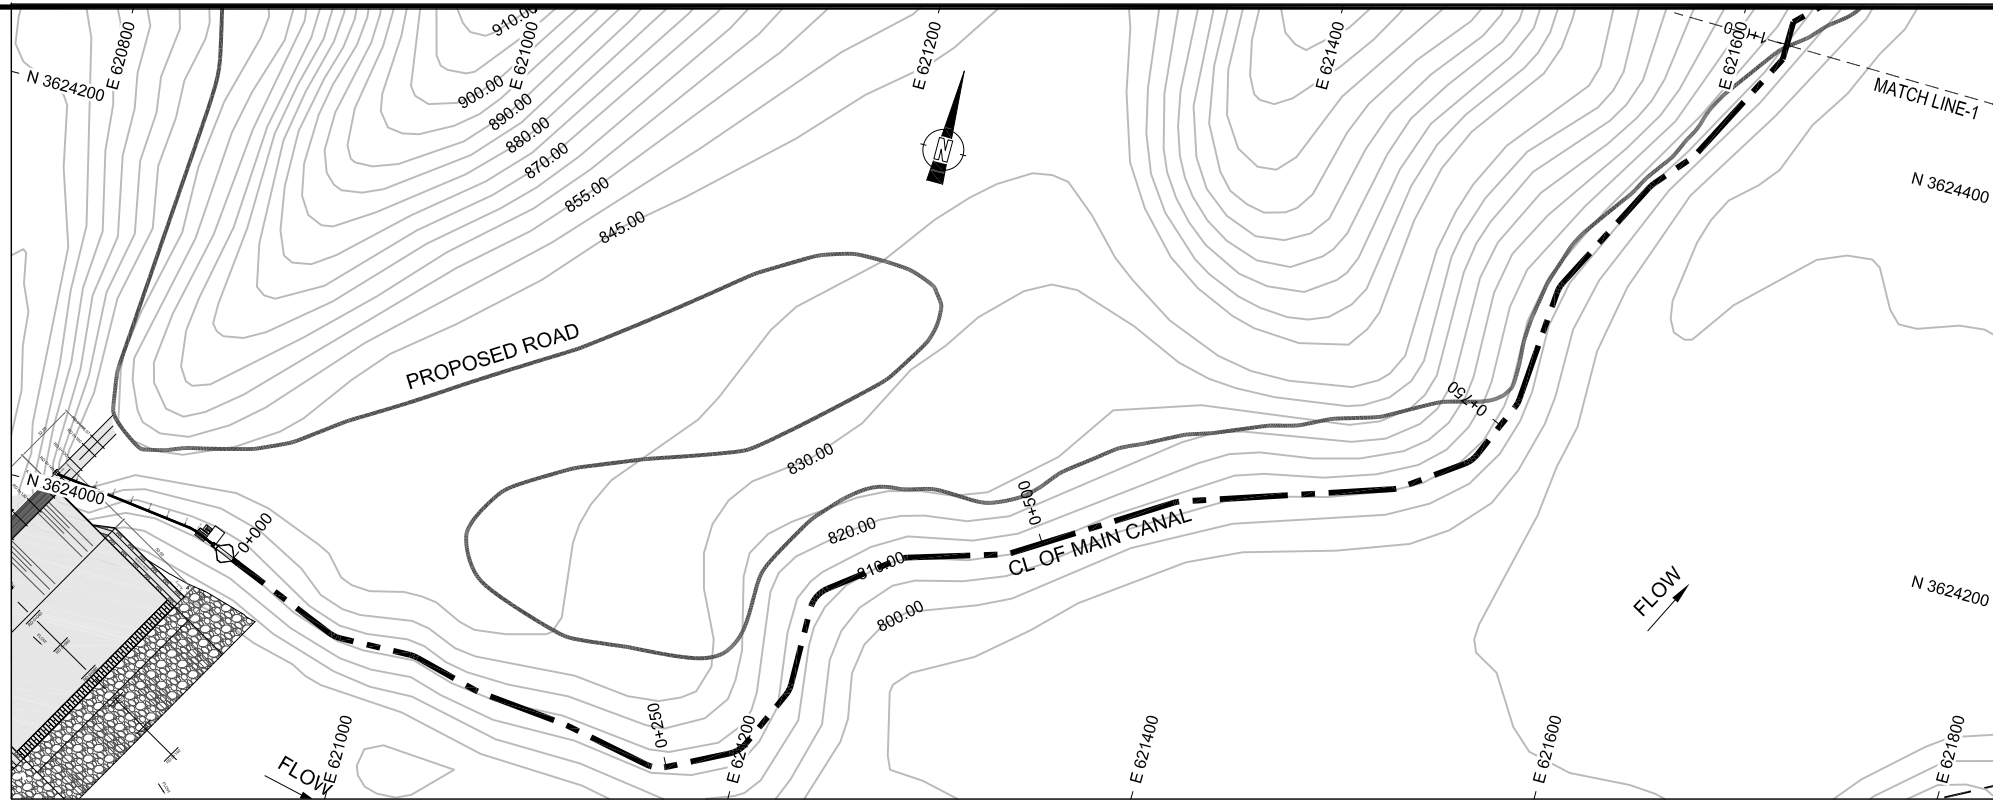 910.00
E 620800
E 621000
E 621200
E 621400
E 621600
N 3624200
900.00
890.00
880.00
870.00
855.00
845.00
N
MATCH LINE-1
N 3624400
PROPOSED ROAD
0+750
830.00
N 3624000
0+000
0+500
820.00
CL OF MAIN CANAL
810.00
800.00
FLOW
N 3624200
0+250
FLOW
E 621000
E 621200
E 621400
E 621600
E 621800